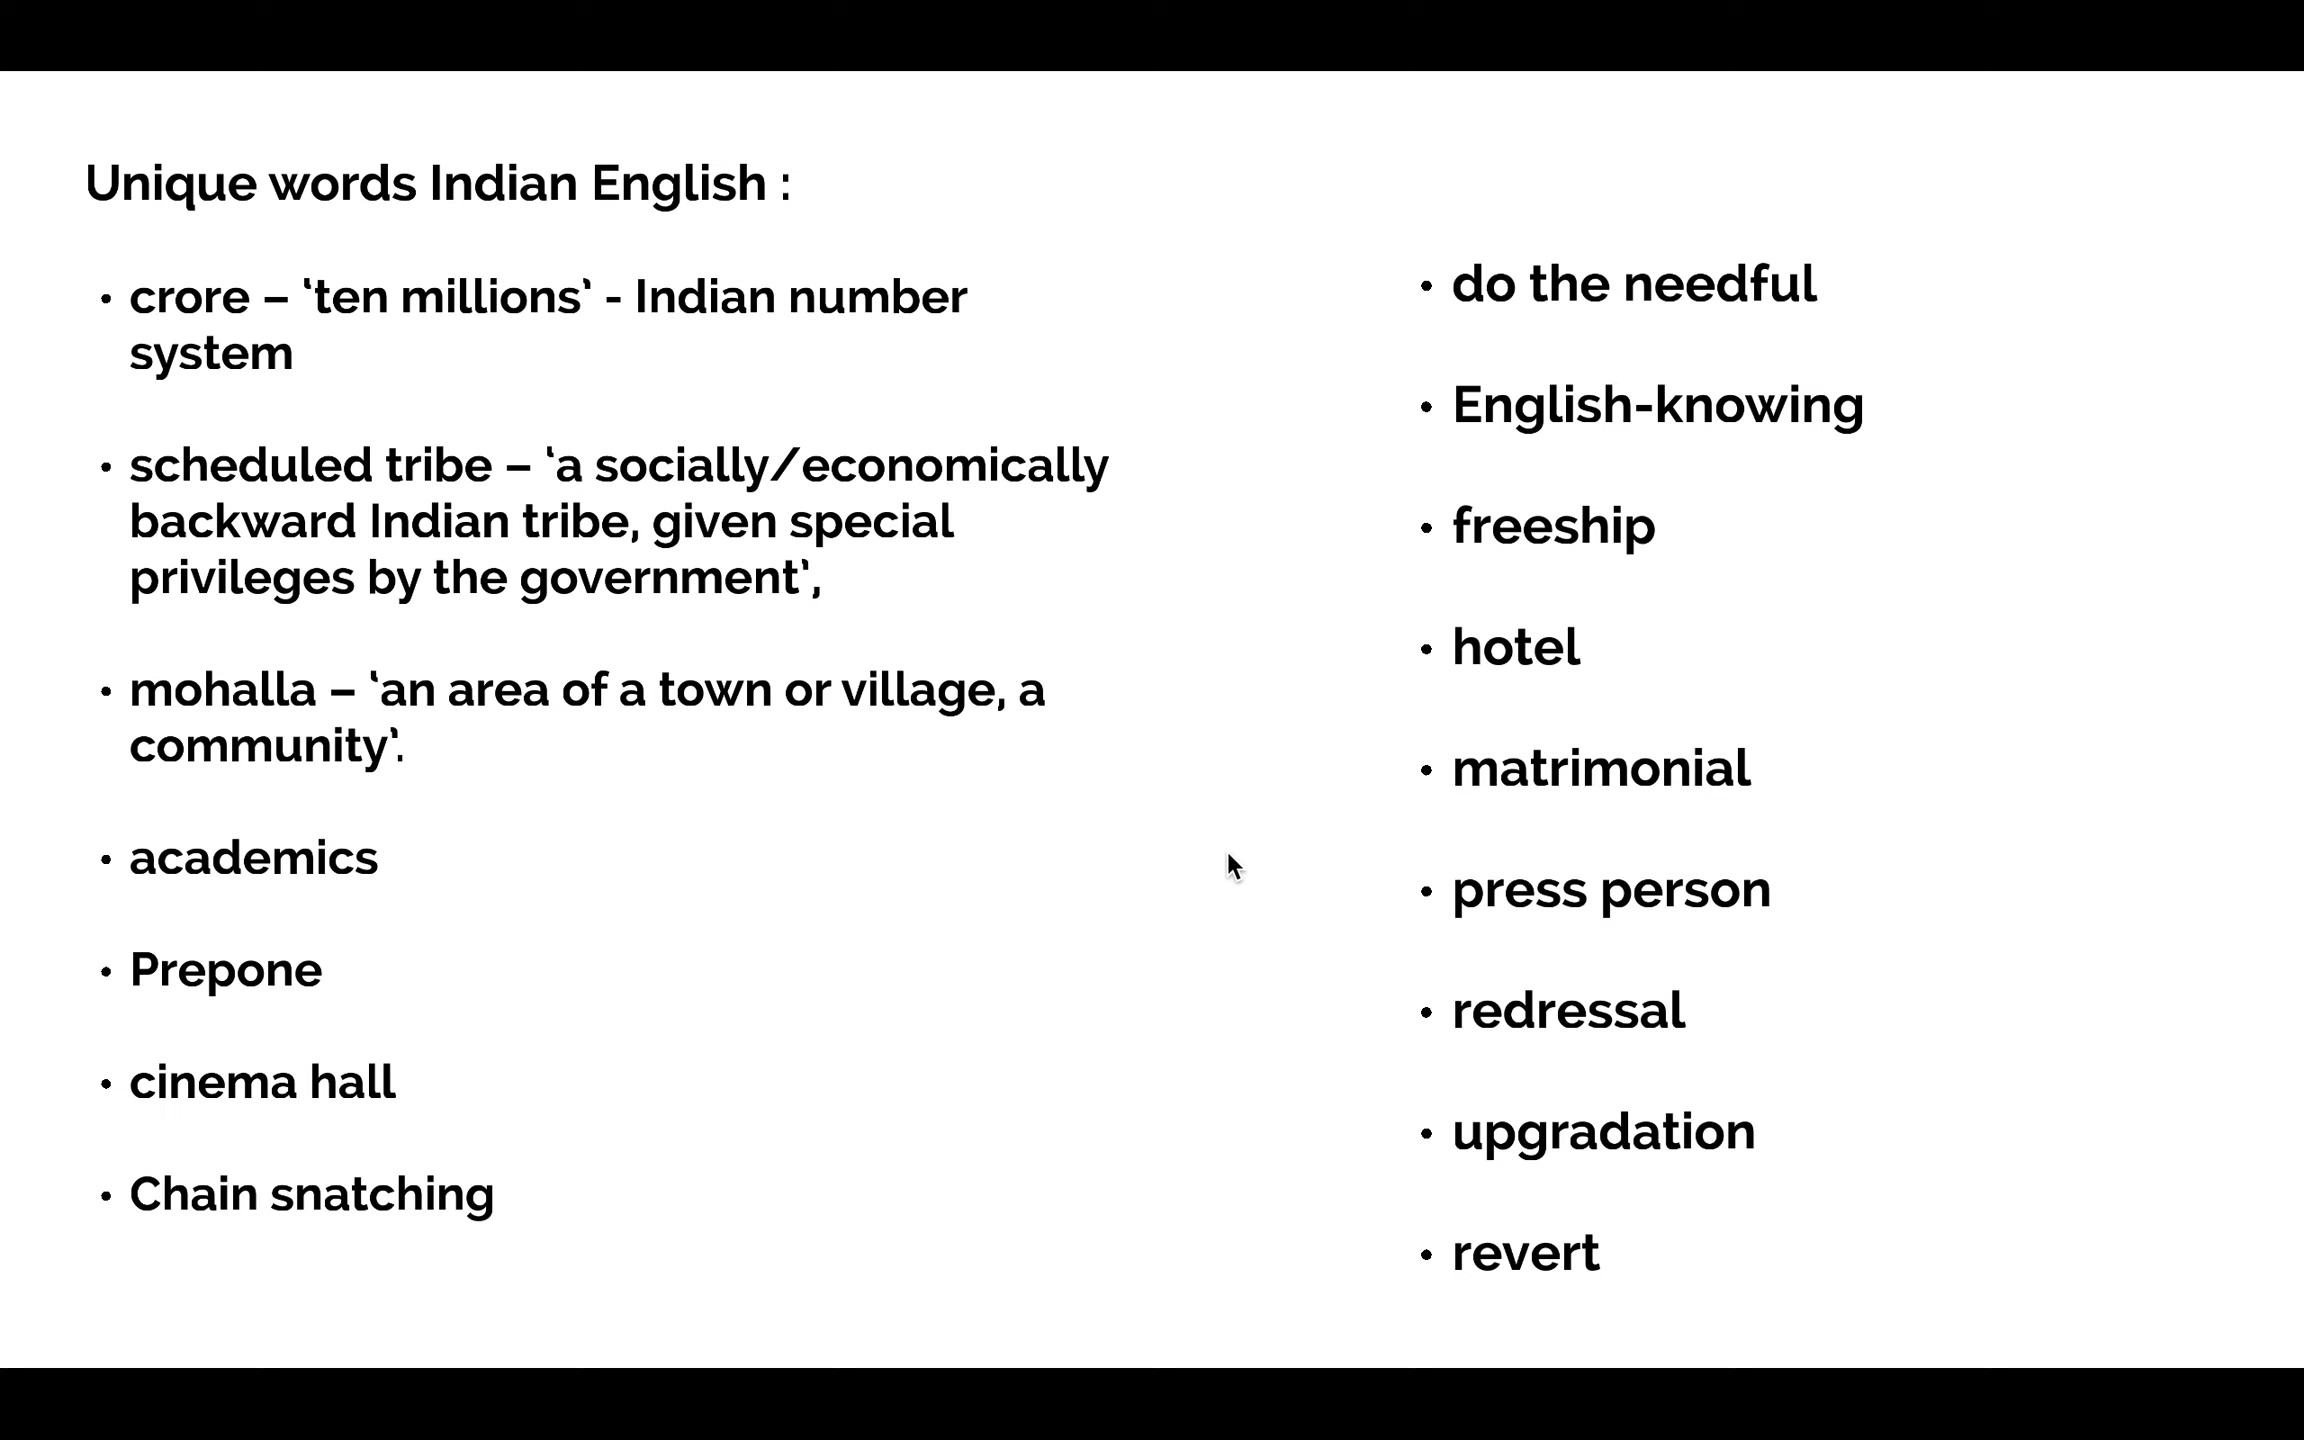 Unique words Indian English :
• crore – ‘ten millions’ - Indian number
system
• scheduled tribe – ‘a socially/economically
backward Indian tribe, given special
privileges by the government’,
• mohalla – ‘an area of a town or village, a
community’.
• academics
• Prepone
• cinema hall
• Chain snatching
• do the needful
• English-knowing
• freeship
• hotel
• matrimonial
• press person
• redressal
• upgradation
• revert